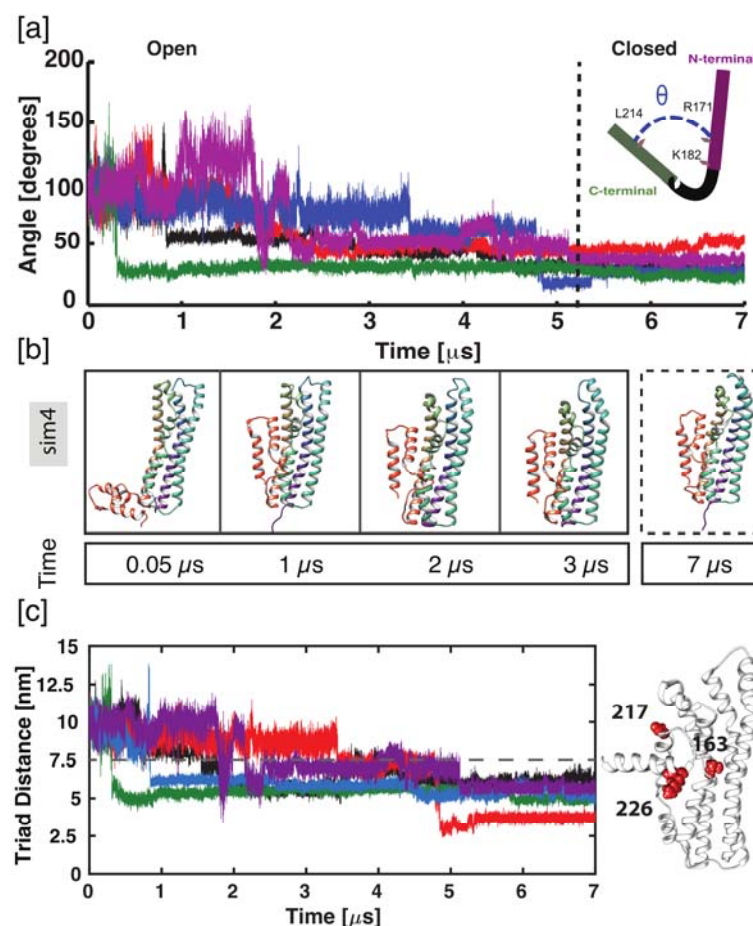 [a]
Open
Closed
N-terminal
θ
L214
R171
K182
C-terminal
Angle [degrees]
200
150
100
50
0
0 1 2 3 4 5 6 7
Time [μs]
[b]
sim4
Time
0.05 μs 1 μs 2 μs 3 μs 7 μs
[c]
Triad Distance [nm]
15
12.5
10
7.5
5
2.5
0
0 1 2 3 4 5 6 7
Time [μs]
217
163
226